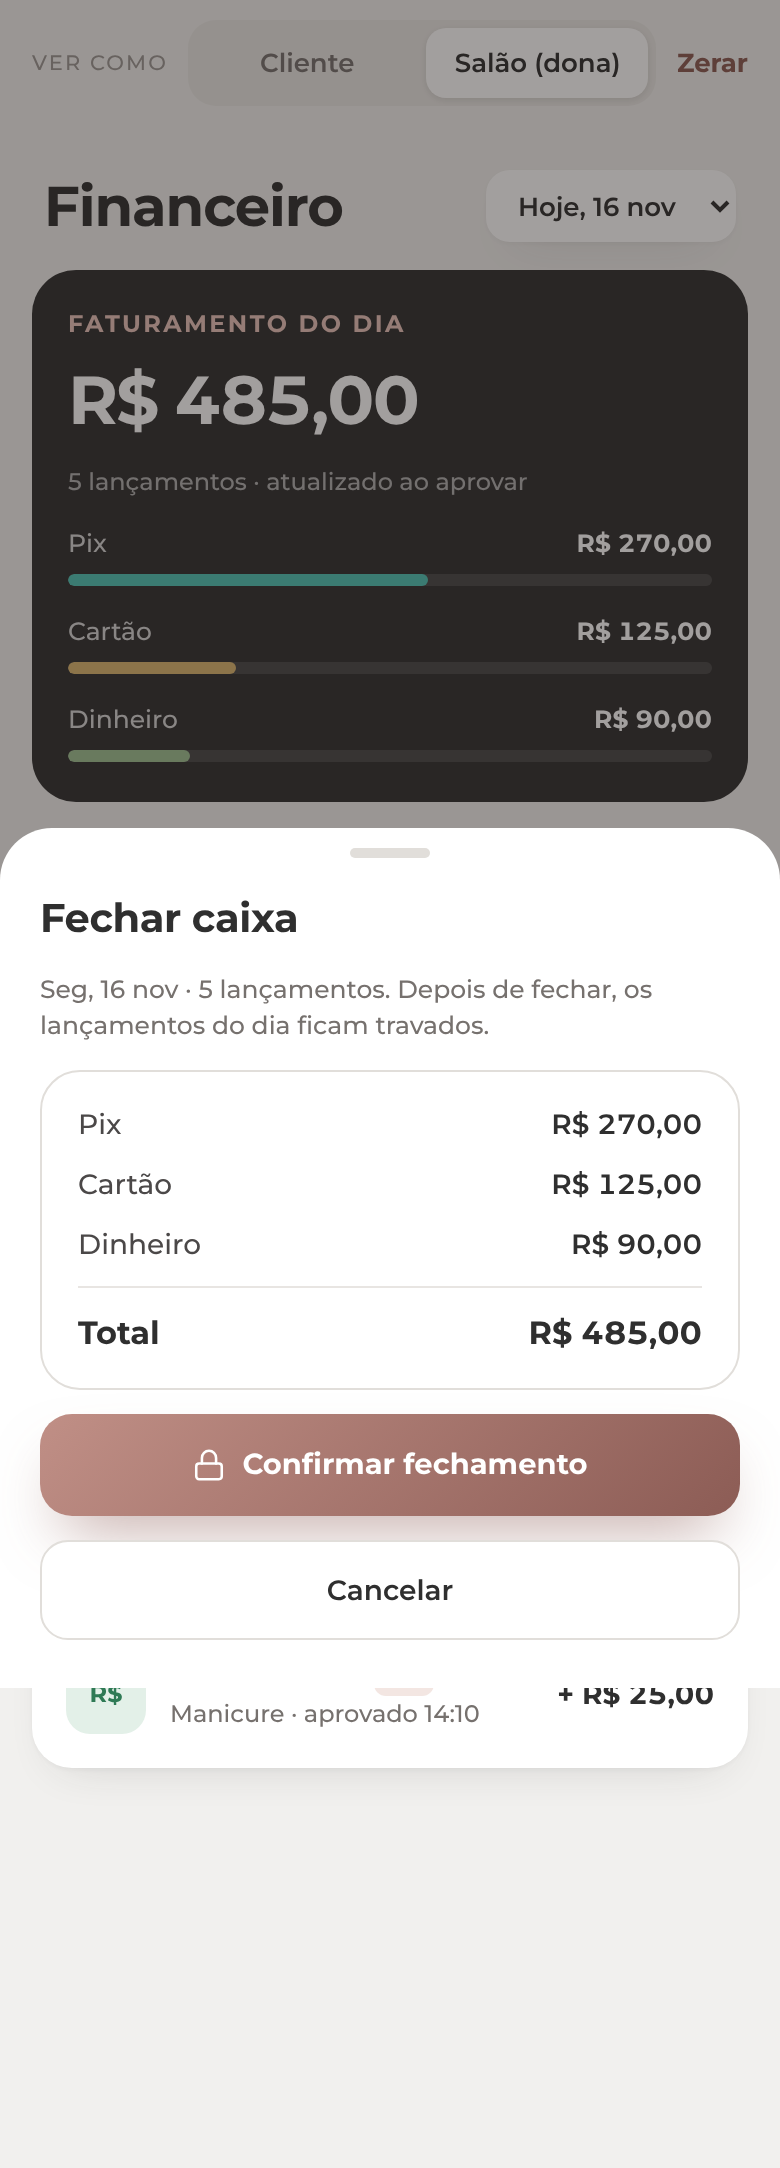 VER COMO
Cliente
Salão (dona)
Zerar
Financeiro
Hoje, 16 nov
FATURAMENTO DO DIA
R$ 485,00
5 lançamentos · atualizado ao aprovar
Pix
R$ 270,00
Cartão
R$ 125,00
Dinheiro
R$ 90,00
Fechar caixa
Seg, 16 nov · 5 lançamentos. Depois de fechar, os
lançamentos do dia ficam travados.
Pix
R$ 270,00
Cartão
R$ 125,00
Dinheiro
R$ 90,00
Total
R$ 485,00
Confirmar fechamento
Cancelar
R$
+ R$ 25,00
Manicure · aprovado 14:10